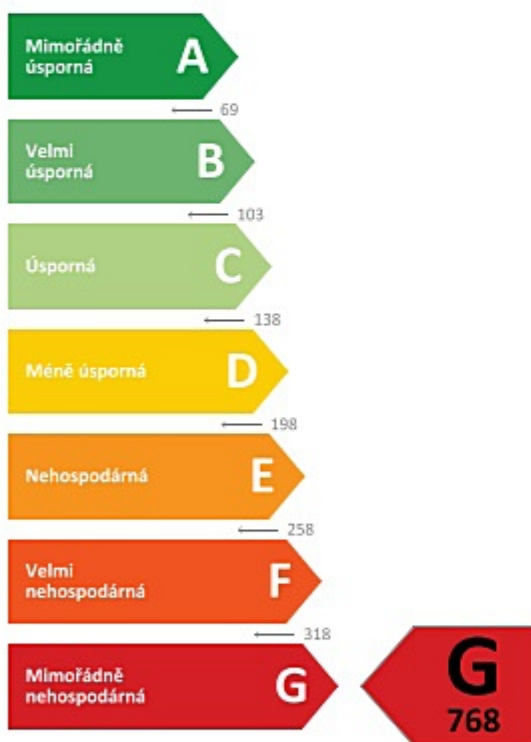 Mimořádně
úsporná
A
69
Velmi
úsporná
B
103
Úsporná
C
138
Méně úsporná
D
198
Nehospodárná
E
258
Velmi
nehospodárná
F
318
Mimořádně
nehospodárná
G
G
768